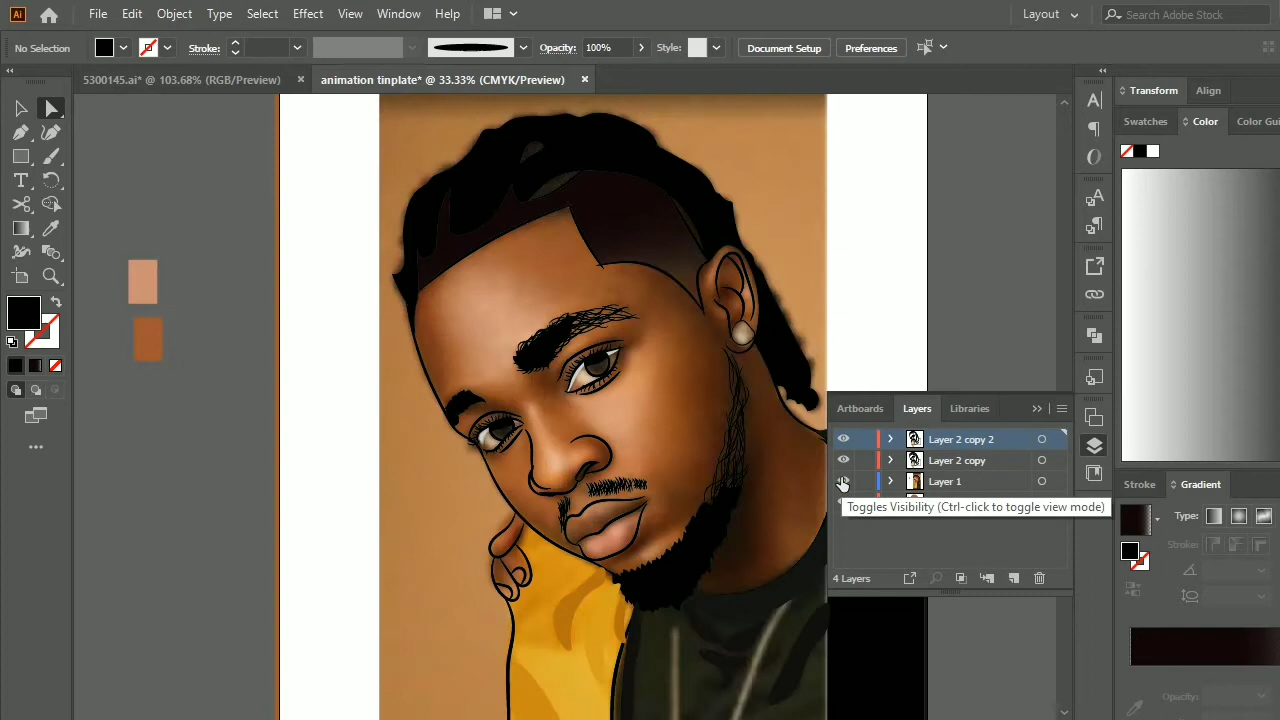 Ai File Edit Object Type Select Effect View Window Help Layout Search Adobe Stock
No Selection Stroke: Opacity: 100% Style: Document Setup Preferences
5300145.ai* @ 103.68% (RGB/Preview) × animation tinplate* @ 33.33% (CMYK/Preview) ×
Transform Align
Swatches Color Color Gui
Artboards Layers Libraries
Layer 2 copy 2
Layer 2 copy
Layer 1
Toggles Visibility (Ctrl-click to toggle view mode)
4 Layers
Stroke Gradient
Type:
Stroke:
Opacity: